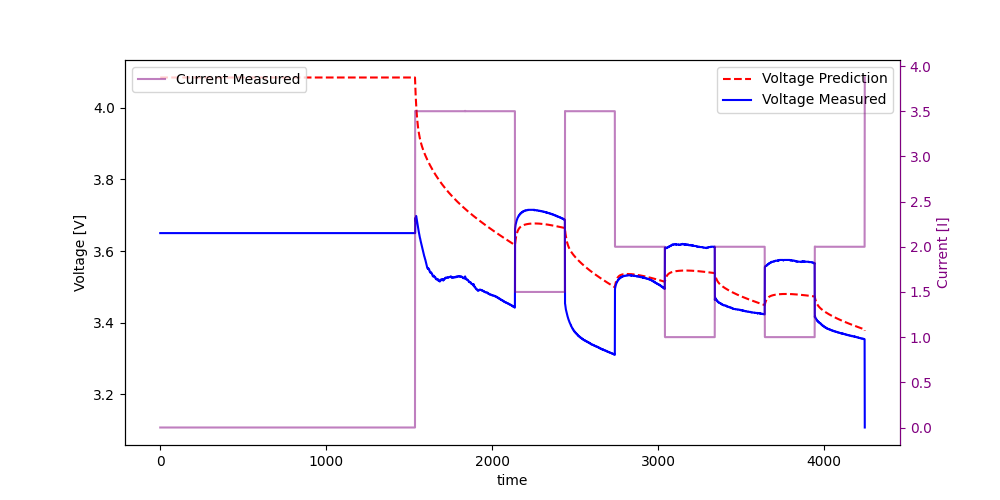 Current Measured
Voltage Prediction
Voltage Measured
4.0
3.8
3.6
3.4
3.2
Voltage [V]
4.0
3.5
3.0
2.5
2.0
1.5
1.0
0.5
0.0
Current [I]
0 1000 2000 3000 4000
time